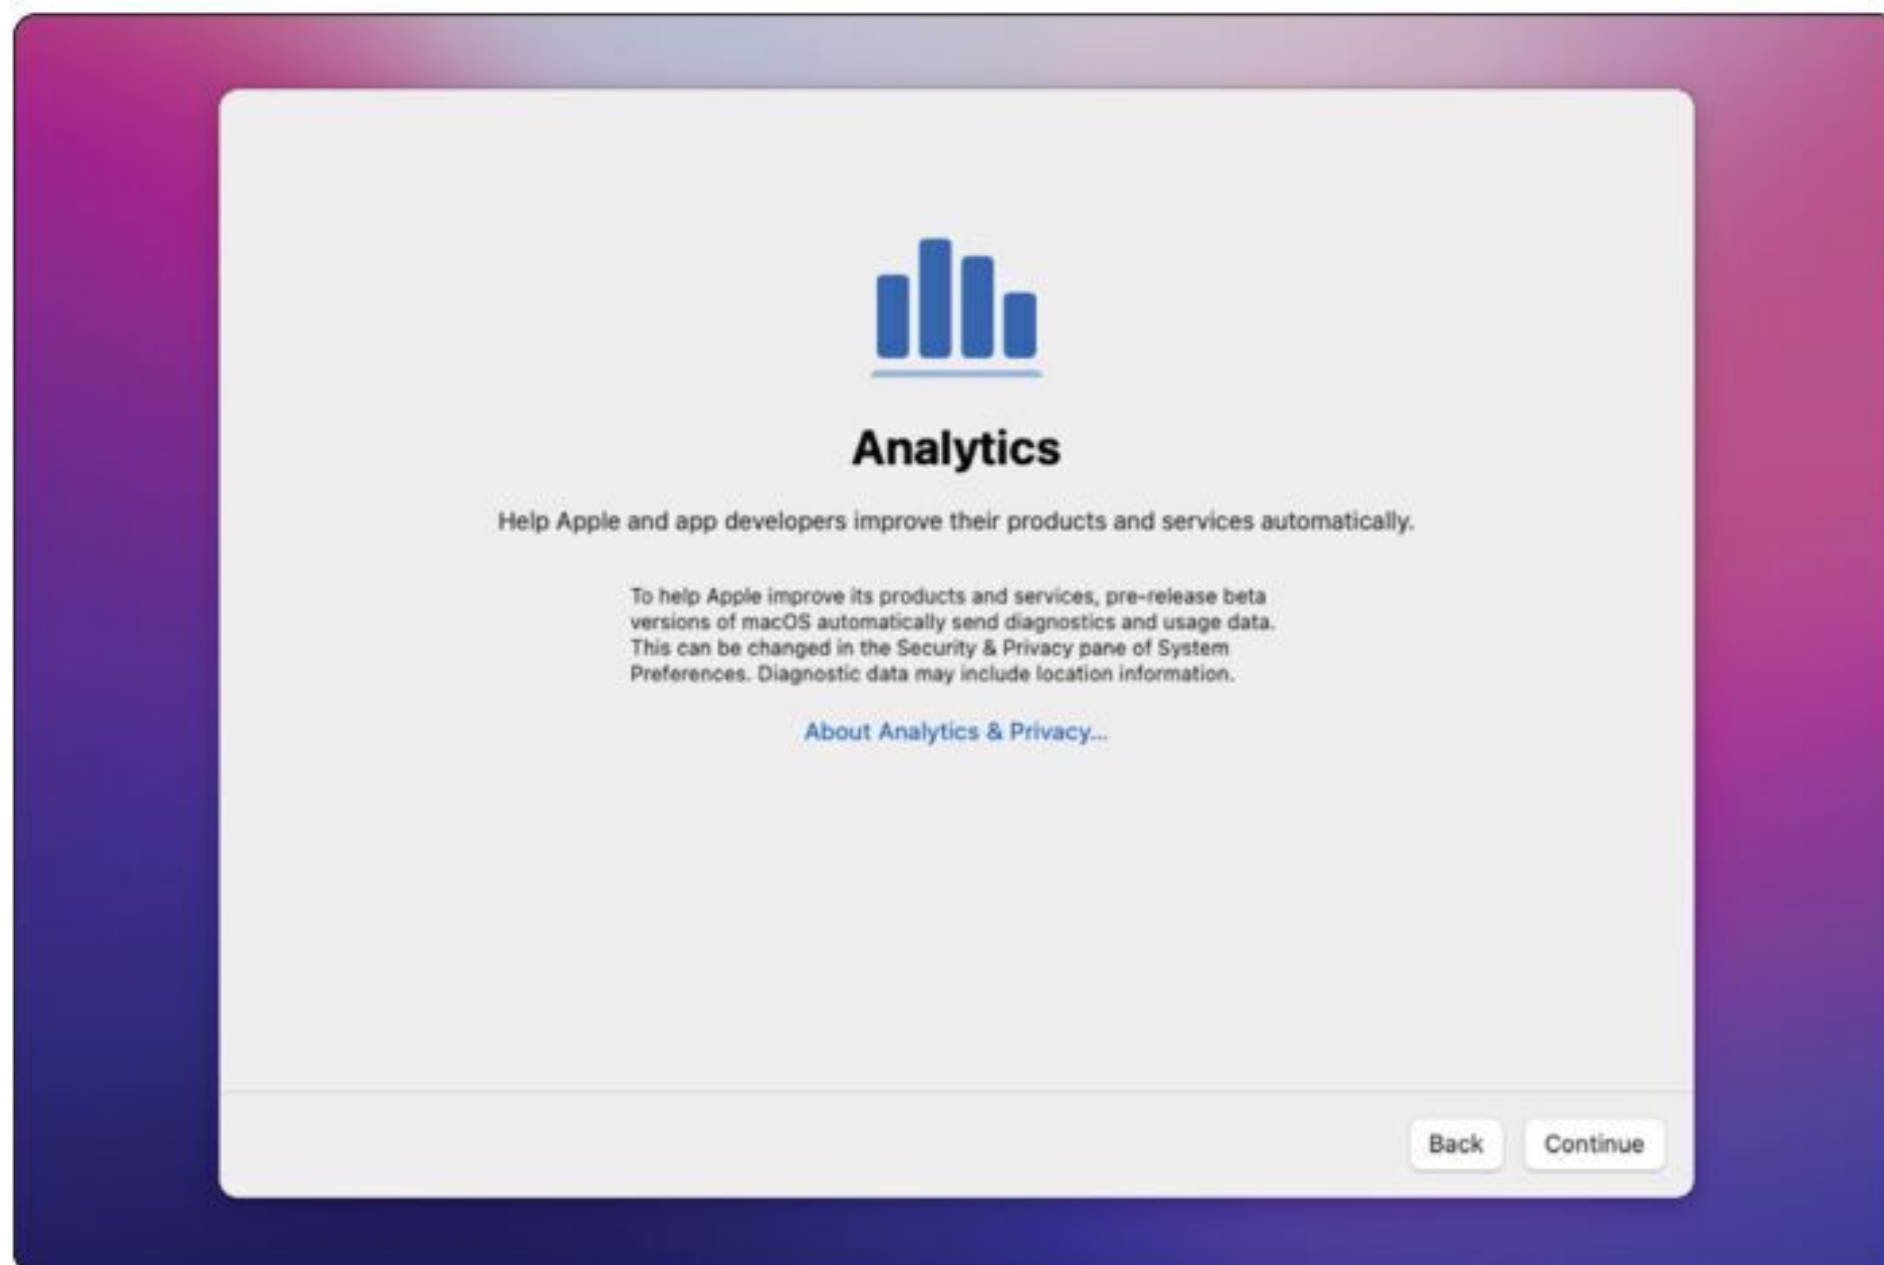 Analytics
Help Apple and app developers improve their products and services automatically.
To help Apple improve its products and services, pre-release beta
versions of macOS automatically send diagnostics and usage data.
This can be changed in the Security & Privacy pane of System
Preferences. Diagnostic data may include location information.
About Analytics & Privacy...
Back
Continue